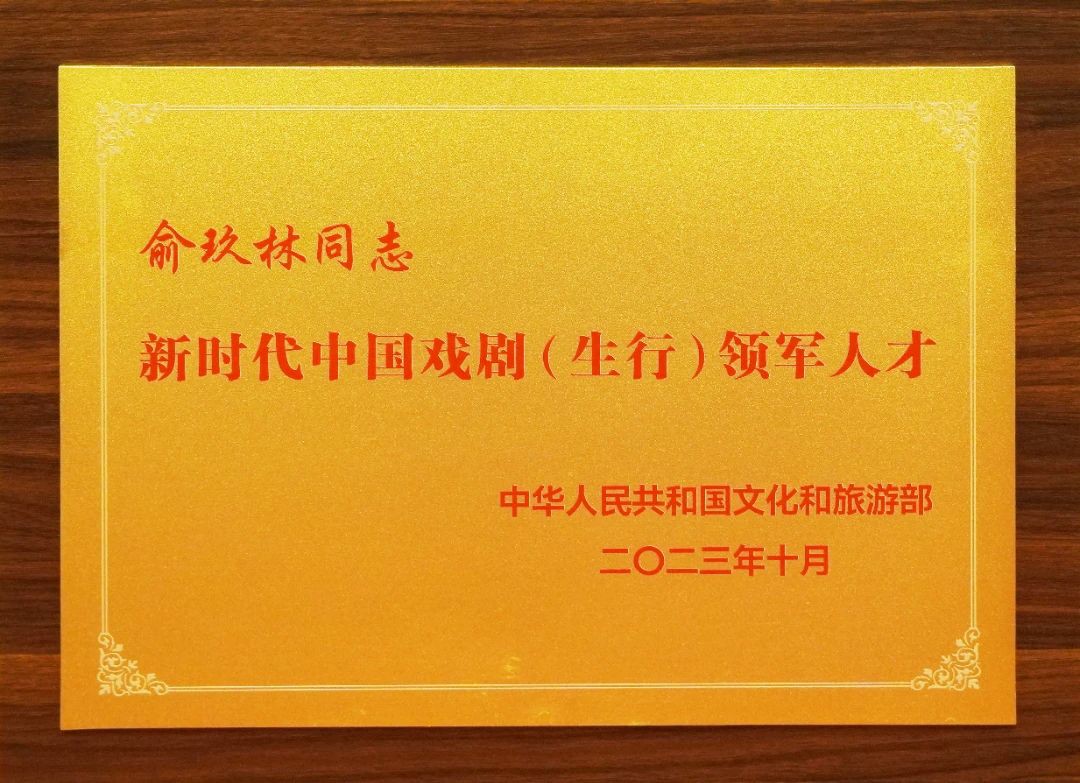 俞玖林同志
新时代中国戏剧（生行）领军人才
中华人民共和国文化和旅游部
二〇二三年十月